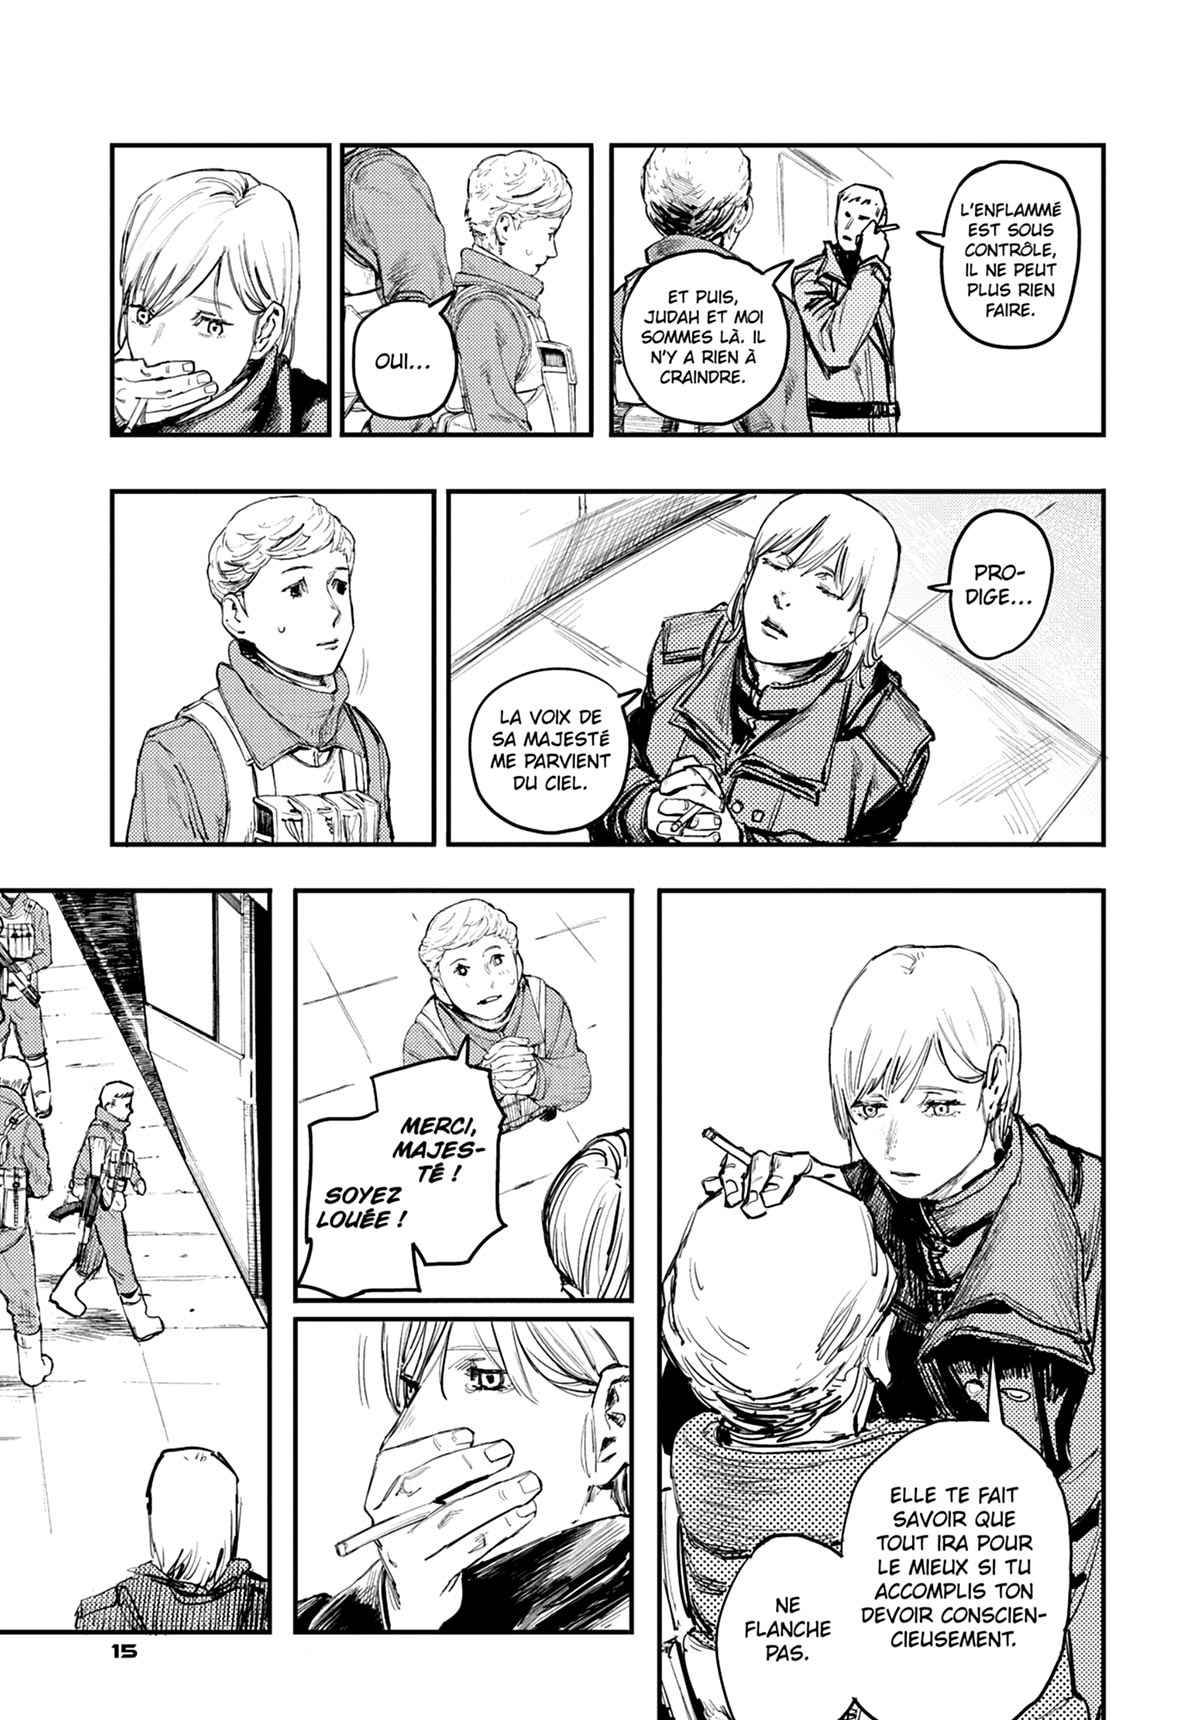 L'ENFLAMMÉ
EST SOUS
CONTRÔLE,
IL NE PEUT
PLUS RIEN
FAIRE.
ET PUIS,
JUDAH ET MOI
SOMMES LÀ. IL
N'Y A RIEN À
CRAINDRE.
OUI...
PRO-
DIGE...
LA VOIX DE
SA MAJESTÉ
ME PARVIENT
DU CIEL.
ELLE TE FAIT
SAVOIR QUE
TOUT IRA POUR
LE MIEUX SI TU
ACCOMPLIS TON
DEVOIR CONSCIEN-
CIEUSEMENT.
NE
FLANCHE
PAS.
MERCI,
MAJES-
TÉ !
SOYEZ
LOUÉE !
15